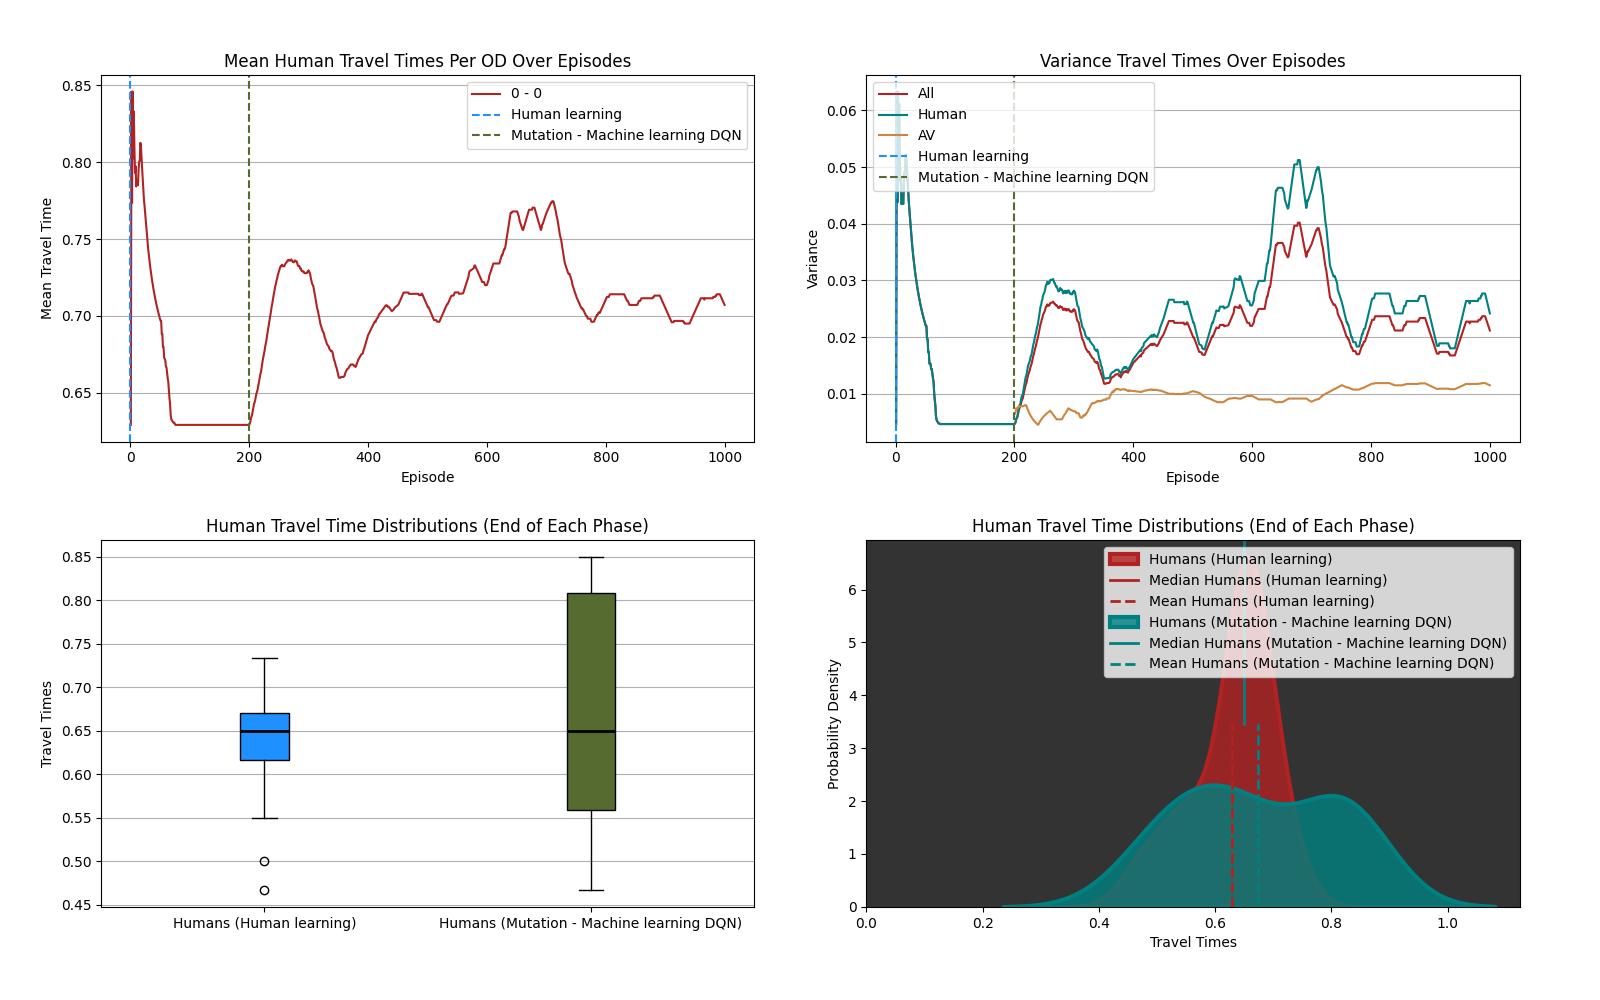 Mean Human Travel Times Per OD Over Episodes
0.85
0.80
0.75
0.70
0.65
Mean Travel Time
0 - 0
Human learning
Mutation - Machine learning DQN
0 200 400 600 800 1000
Episode
Variance Travel Times Over Episodes
0.06
0.05
0.04
0.03
0.02
0.01
Variance
All
Human
AV
Human learning
Mutation - Machine learning DQN
0 200 400 600 800 1000
Episode
Human Travel Time Distributions (End of Each Phase)
0.85
0.80
0.75
0.70
0.65
0.60
0.55
0.50
0.45
Travel Times
Humans (Human learning)
Humans (Mutation - Machine learning DQN)
Human Travel Time Distributions (End of Each Phase)
6
5
4
3
2
1
0
Probability Density
Humans (Human learning)
Median Humans (Human learning)
Mean Humans (Human learning)
Humans (Mutation - Machine learning DQN)
Median Humans (Mutation - Machine learning DQN)
Mean Humans (Mutation - Machine learning DQN)
0.0 0.2 0.4 0.6 0.8 1.0
Travel Times